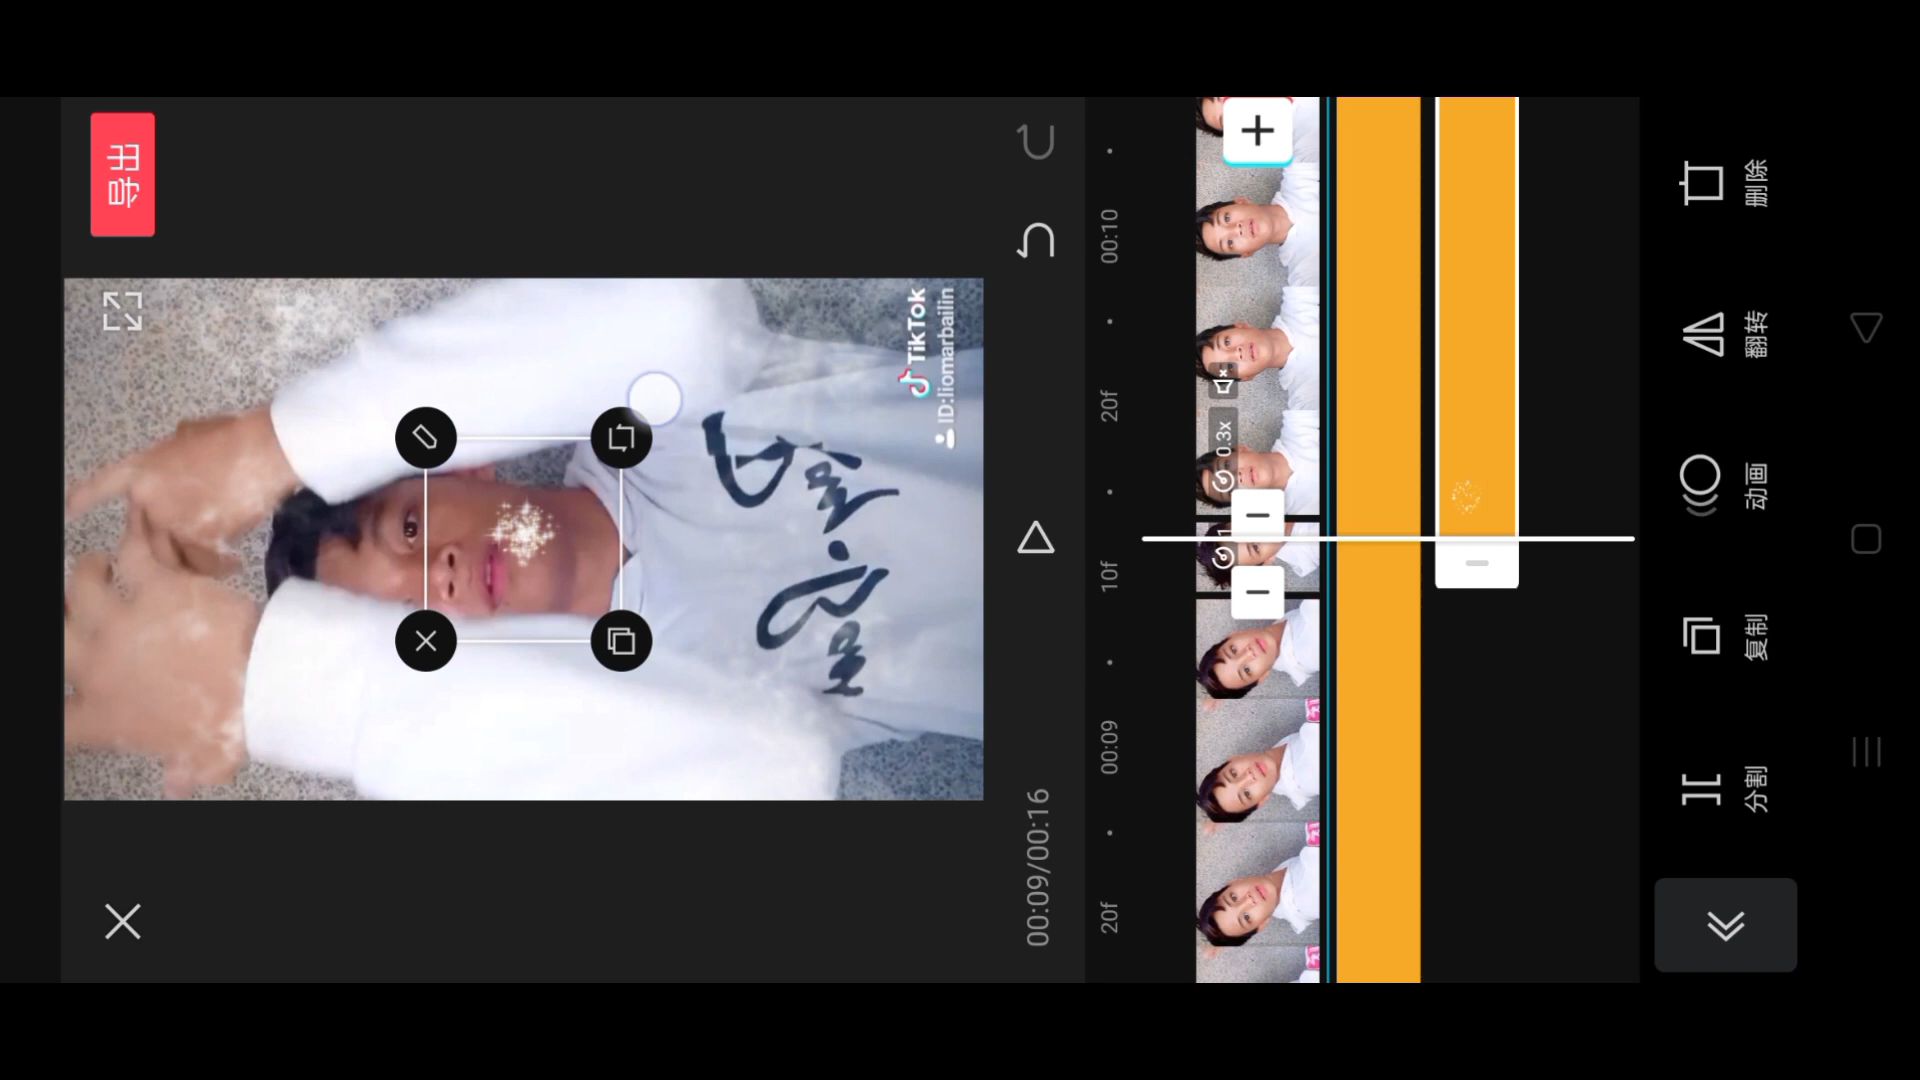 导出
TikTok
ID:liomarbailin
00:09/00:16
20f 00:09 10f 20f 00:10
1 0.3x
分割 复制 动画 翻转 删除